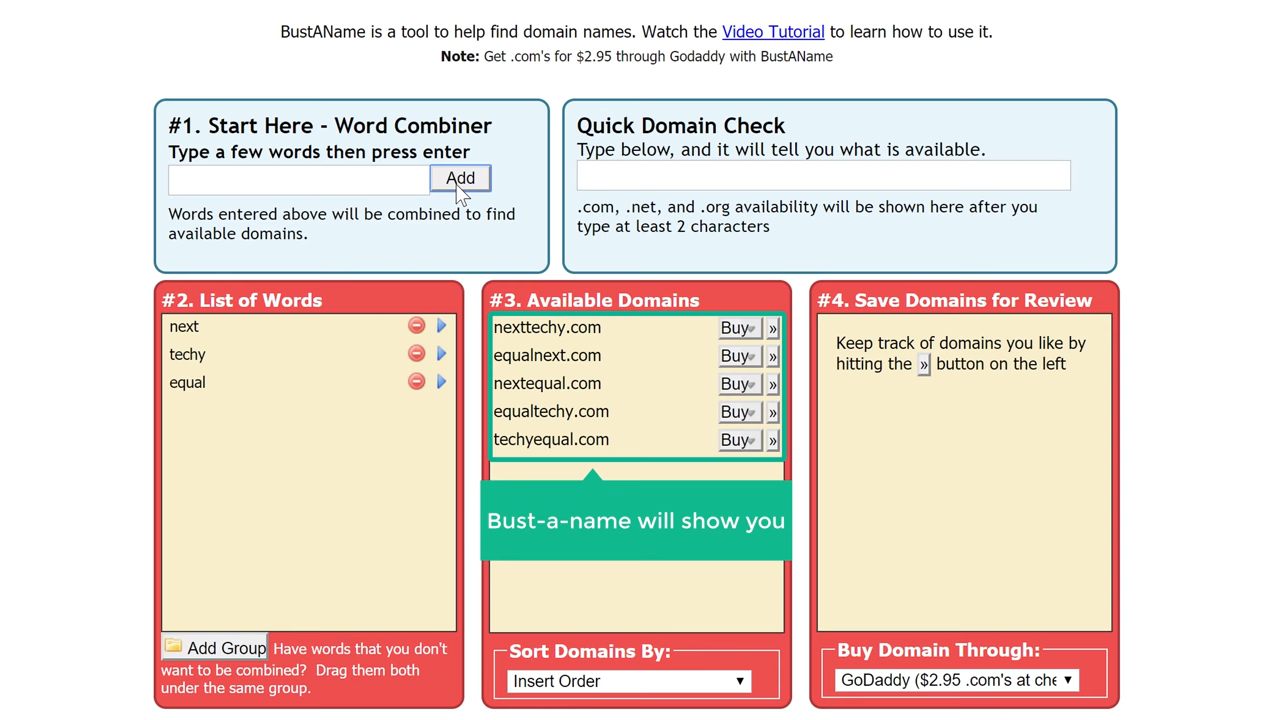 BustAName is a tool to help find domain names. Watch the Video Tutorial to learn how to use it.
Note: Get .com's for $2.95 through Godaddy with BustAName
#1. Start Here - Word Combiner
Type a few words then press enter
Add
Words entered above will be combined to find
available domains.
Quick Domain Check
Type below, and it will tell you what is available.
.com, .net, and .org availability will be shown here after you
type at least 2 characters
#2. List of Words
next
techy
equal
Add Group Have words that you don't
want to be combined? Drag them both
under the same group.
#3. Available Domains
nexttechy.com Buy »
equalnext.com Buy »
nextequal.com Buy »
equaltechy.com Buy »
techyequal.com Buy »
Bust-a-name will show you
Sort Domains By:
Insert Order
#4. Save Domains for Review
Keep track of domains you like by
hitting the » button on the left
Buy Domain Through:
GoDaddy ($2.95 .com's at che